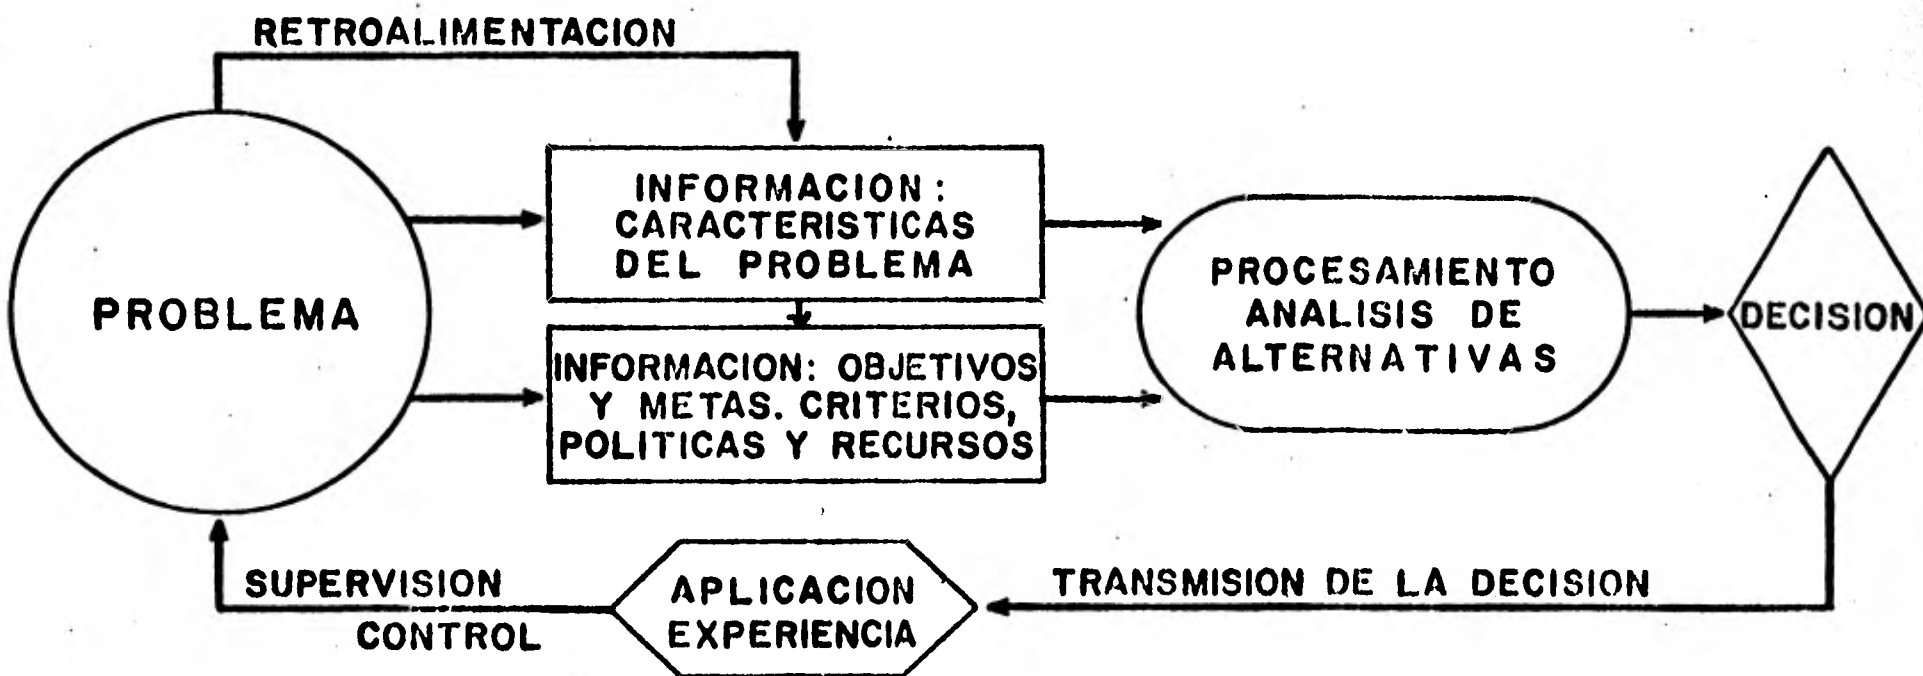 RETROALIMENTACION
PROBLEMA
INFORMACION:
CARACTERISTICAS
DEL PROBLEMA
INFORMACION: OBJETIVOS
Y METAS. CRITERIOS,
POLITICAS Y RECURSOS
PROCESAMIENTO
ANALISIS DE
ALTERNATIVAS
DECISION
TRANSMISION DE LA DECISION
APLICACION
EXPERIENCIA
SUPERVISION
CONTROL